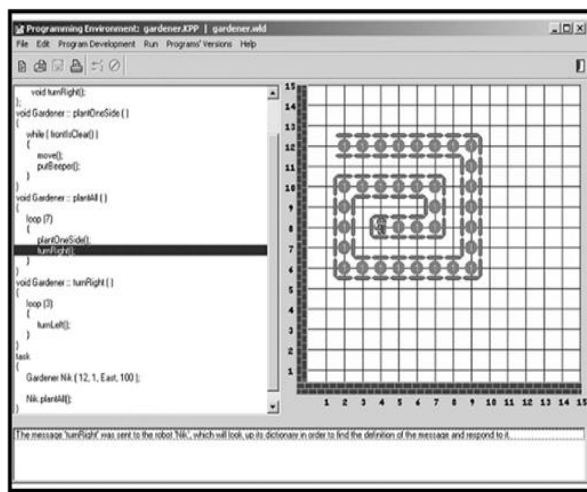 Programming Environment: gardener.KPP | gardener.wld
File Edit Program Development Run Programs' Versions Help
void turnRight();
};
void Gardener :: plantOneSide ( )
{
while ( frontIsClear() )
{
move();
putBeeper();
}
}
void Gardener :: plantAll ( )
{
loop (7)
{
plantOneSide();
turnRight();
}
}
void Gardener :: turnRight ( )
{
loop (3)
{
turnLeft();
}
}
task
{
Gardener Nik ( 12, 1, East, 100 );
Nik.plantAll();
}
15
14
13
12
11
10
9
8
7
6
5
4
3
2
1
1 2 3 4 5 6 7 8 9 10 11 12 13 14 15
The message 'turnRight' was sent to the robot 'Nik', which will look up its dictionary in order to find the definition of the message and respond to it.